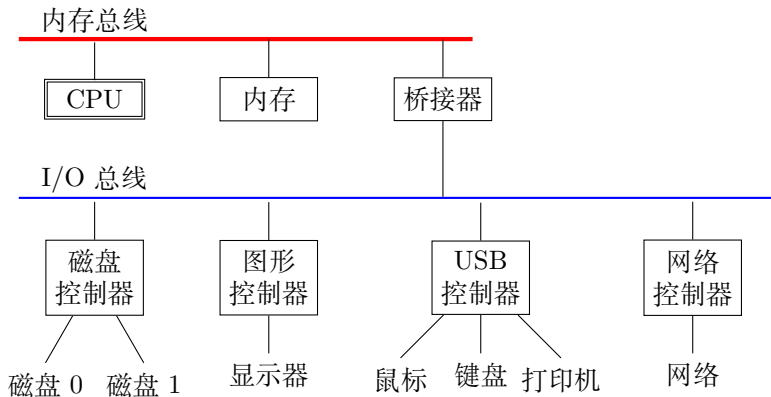 内存总线
CPU
内存
桥接器
I/O 总线
磁盘
控制器
图形
控制器
USB
控制器
网络
控制器
磁盘 0
磁盘 1
显示器
鼠标
键盘
打印机
网络